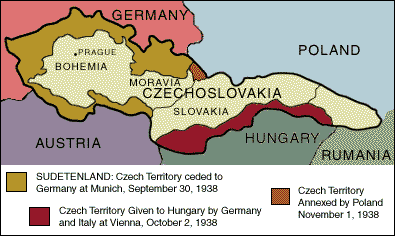 GERMANY
POLAND
PRAGUE
BOHEMIA
MORAVIA
CZECHOSLOVAKIA
SLOVAKIA
AUSTRIA
HUNGARY
RUMANIA
SUDETENLAND: Czech Territory ceded to
Germany at Munich, September 30, 1938
Czech Territory
Annexed by Poland
November 1, 1938
Czech Territory Given to Hungary by Germany
and Italy at Vienna, October 2, 1938